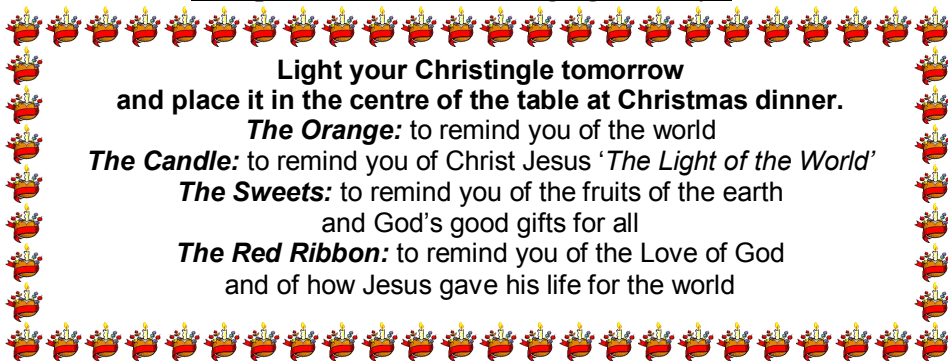 Light your Christingle tomorrow
and place it in the centre of the table at Christmas dinner.
The Orange: to remind you of the world
The Candle: to remind you of Christ Jesus ‘The Light of the World’
The Sweets: to remind you of the fruits of the earth
and God’s good gifts for all
The Red Ribbon: to remind you of the Love of God
and of how Jesus gave his life for the world